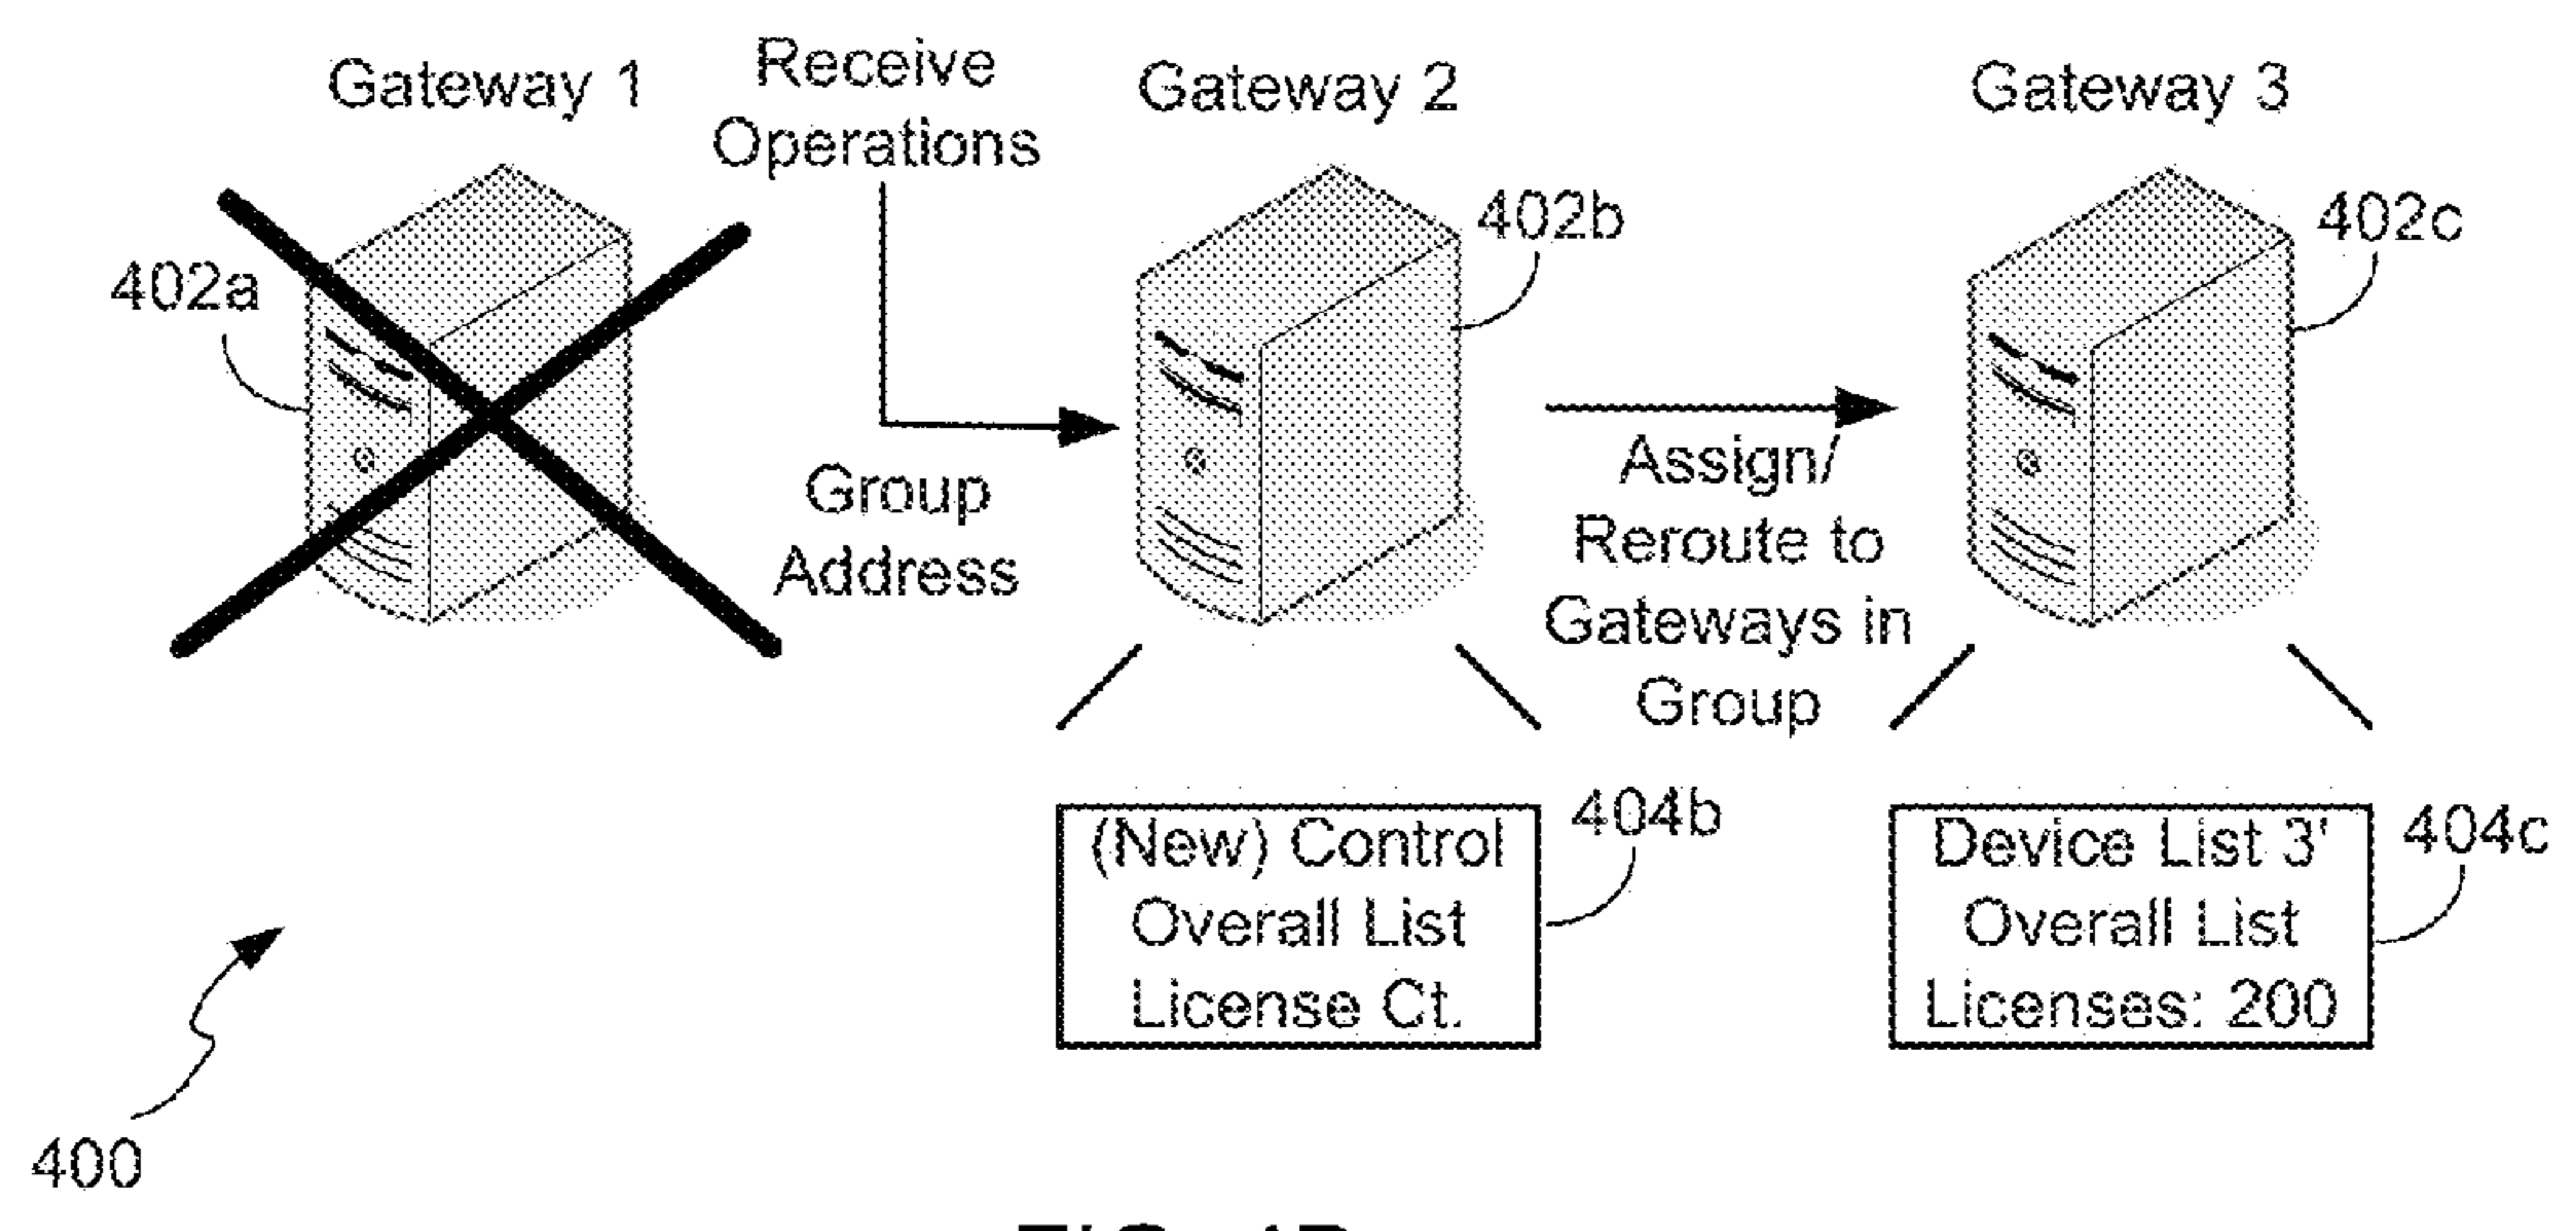 Gateway 1
Receive
Operations
Gateway 2
Gateway 3
402a
402b
402c
Group
Address
Assign/
Reroute to
Gateways in
Group
(New) Control
Overall List
License Ct.
404b
Device List 3'
Overall List
Licenses: 200
404c
400